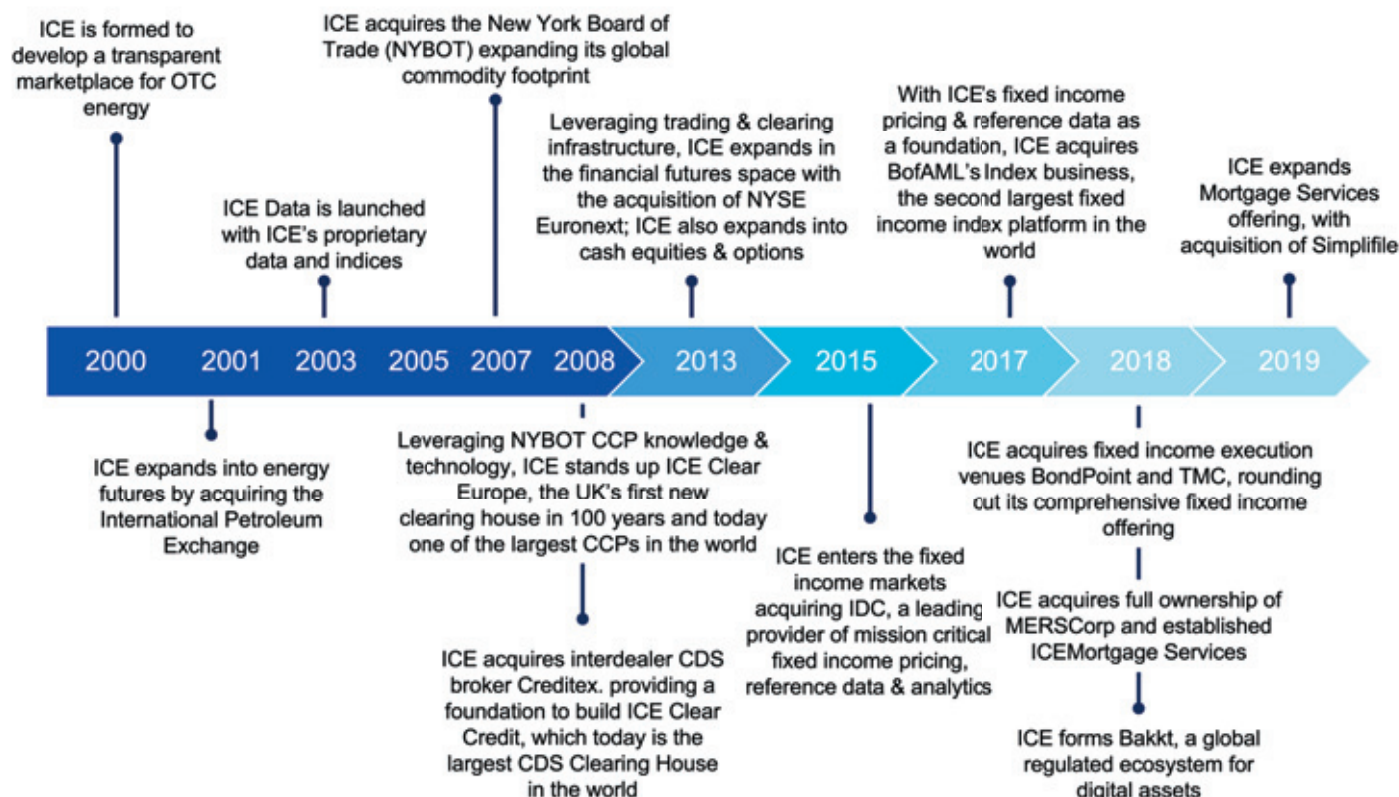 ICE is formed to
develop a transparent
marketplace for OTC
energy
ICE acquires the New York Board of
Trade (NYBOT) expanding its global
commodity footprint
ICE Data is launched
with ICE's proprietary
data and indices
Leveraging trading & clearing
infrastructure, ICE expands in
the financial futures space with
the acquisition of NYSE
Euronext; ICE also expands into
cash equities & options
With ICE's fixed income
pricing & reference data as
a foundation, ICE acquires
BofAML's Index business,
the second largest fixed
income index platform in the
world
ICE expands
Mortgage Services
offering, with
acquisition of Simplifile
2000 2001 2003 2005 2007 2008 2013 2015 2017 2018 2019
ICE expands into energy
futures by acquiring the
International Petroleum
Exchange
Leveraging NYBOT CCP knowledge &
technology, ICE stands up ICE Clear
Europe, the UK's first new
clearing house in 100 years and today
one of the largest CCPs in the world
ICE acquires interdealer CDS
broker Creditex. providing a
foundation to build ICE Clear
Credit, which today is the
largest CDS Clearing House
in the world
ICE enters the fixed
income markets
acquiring IDC, a leading
provider of mission critical
fixed income pricing,
reference data & analytics
ICE acquires fixed income execution
venues BondPoint and TMC, rounding
out its comprehensive fixed income
offering
ICE acquires full ownership of
MERSCorp and established
ICEMortgage Services
ICE forms Bakkt, a global
regulated ecosystem for
digital assets